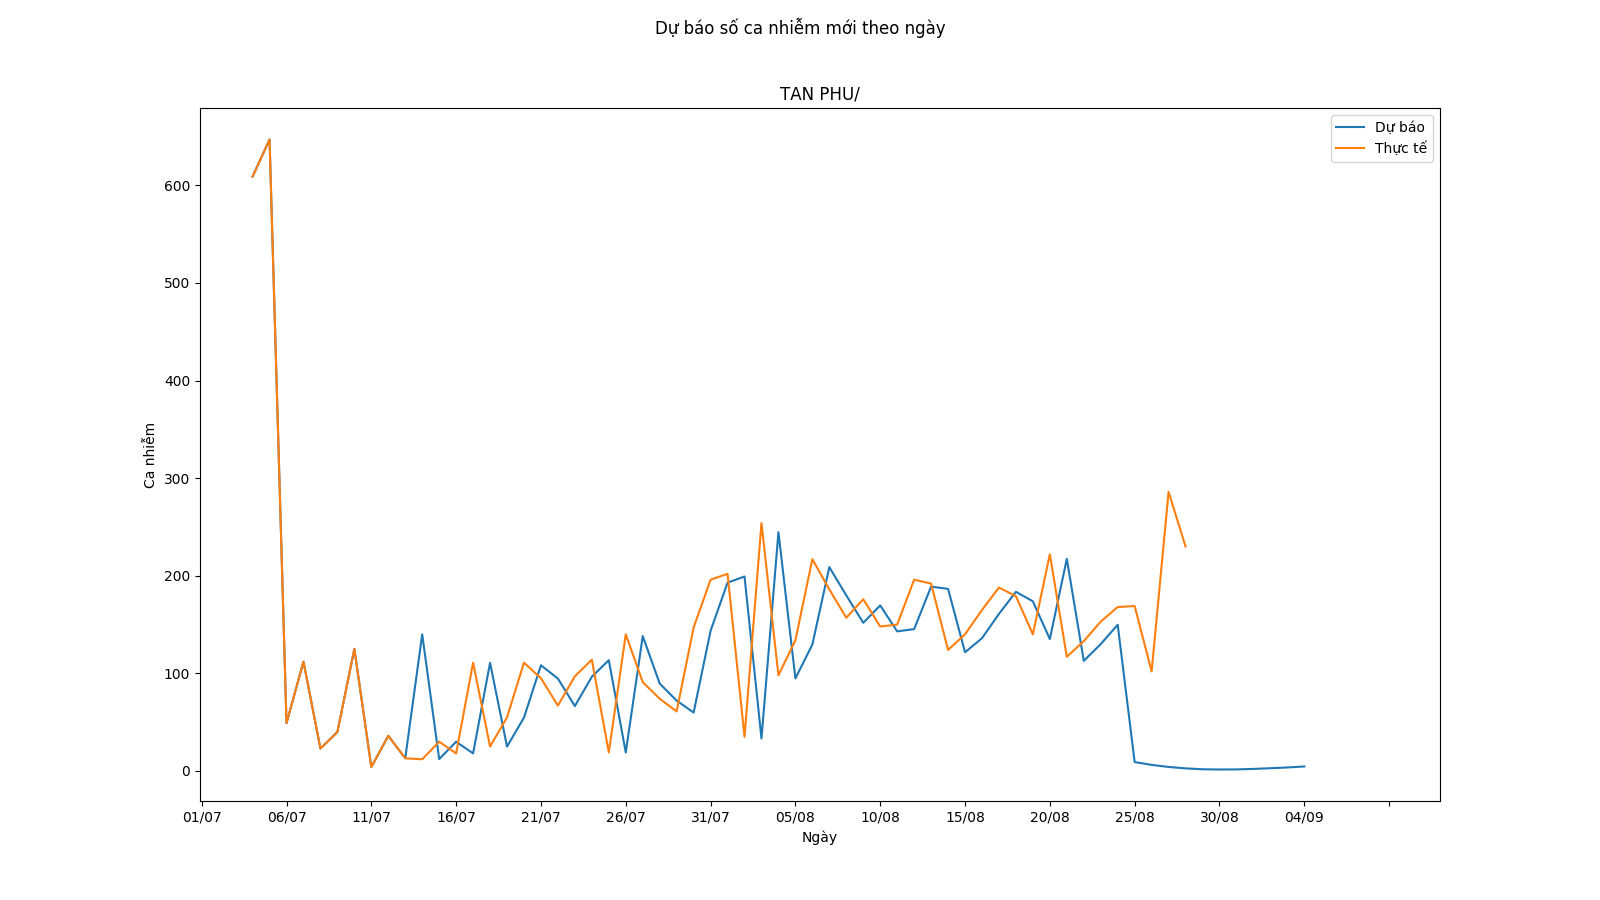 Dự báo số ca nhiễm mới theo ngày
TAN PHU/
Dự báo
Thực tế
600
500
400
300
200
100
0
Ca nhiễm
01/07 06/07 11/07 16/07 21/07 26/07 31/07 05/08 10/08 15/08 20/08 25/08 30/08 04/09
Ngày